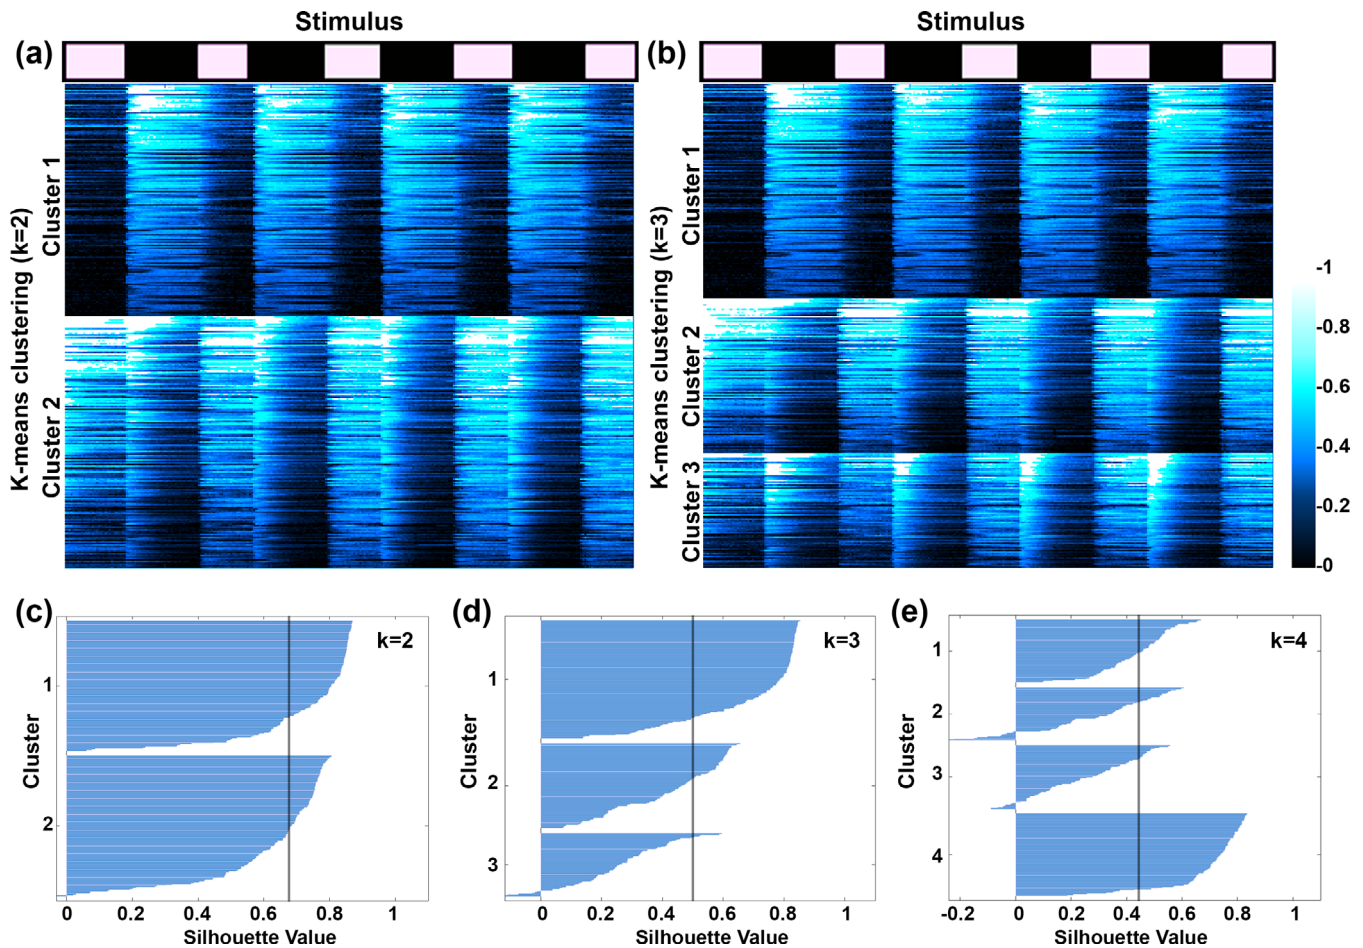 Stimulus
Stimulus
(a)
(b)
K-means clustering (k=2)
Cluster 1
Cluster 2
K-means clustering (k=3)
Cluster 1
Cluster 2
Cluster 3
-1
-0.8
-0.6
-0.4
-0.2
-0
(c)
k=2
Cluster
1
2
0 0.2 0.4 0.6 0.8 1
Silhouette Value
(d)
k=3
Cluster
1
2
3
0 0.2 0.4 0.6 0.8 1
Silhouette Value
(e)
k=4
Cluster
1
2
3
4
-0.2 0 0.2 0.4 0.6 0.8 1
Silhouette Value